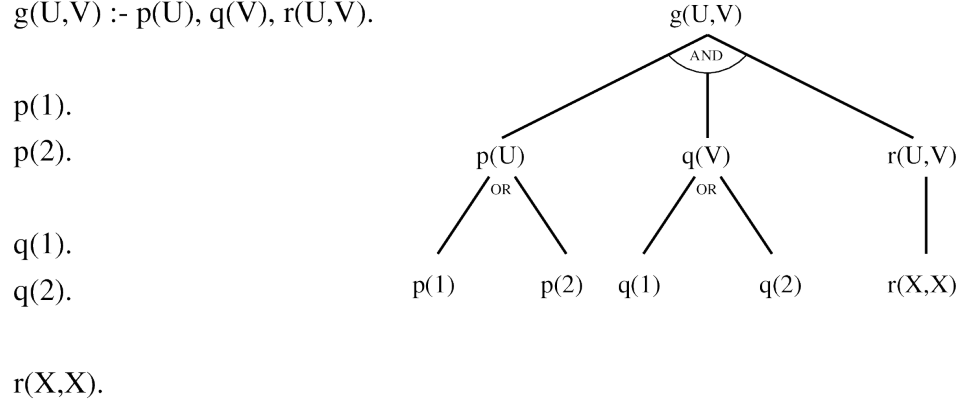 g(U,V) :- p(U), q(V), r(U,V).
p(1).
p(2).
q(1).
q(2).
r(X,X).
g(U,V)
AND
p(U) q(V) r(U,V)
OR OR
p(1) p(2) q(1) q(2) r(X,X)